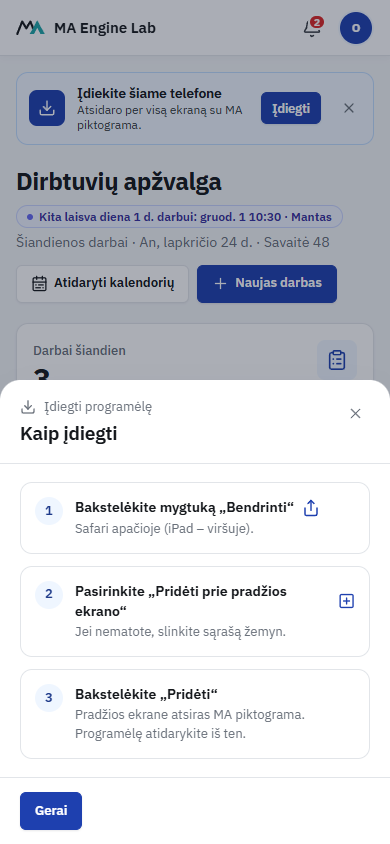 MA Engine Lab
2
O
Įdiekite šiame telefone
Atsidaro per visą ekraną su MA
piktograma.
Įdiegti
Dirbtuvių apžvalga
Kita laisva diena 1 d. darbui: gruod. 1 10:30 · Mantas
Šiandienos darbai · An, lapkričio 24 d. · Savaitė 48
Atidaryti kalendorių
Naujas darbas
Darbai šiandien
3
Įdiegti programėlę
Kaip įdiegti
1
Bakstelėkite mygtuką „Bendrinti“
Safari apačioje (iPad – viršuje).
2
Pasirinkite „Pridėti prie pradžios
ekrano“
Jei nematote, slinkite sąrašą žemyn.
3
Bakstelėkite „Pridėti“
Pradžios ekrane atsiras MA piktograma.
Programėlę atidarykite iš ten.
Gerai